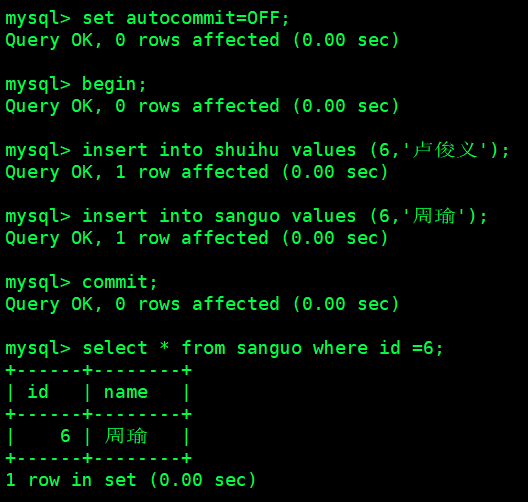 mysql> set autocommit=OFF;
Query OK, 0 rows affected (0.00 sec)
mysql> begin;
Query OK, 0 rows affected (0.00 sec)
mysql> insert into shuihu values (6,'卢俊义');
Query OK, 1 row affected (0.00 sec)
mysql> insert into sanguo values (6,'周瑜');
Query OK, 1 row affected (0.00 sec)
mysql> commit;
Query OK, 0 rows affected (0.00 sec)
mysql> select * from sanguo where id =6;
+------+--------+
| id   | name   |
+------+--------+
|    6 | 周瑜   |
+------+--------+
1 row in set (0.00 sec)